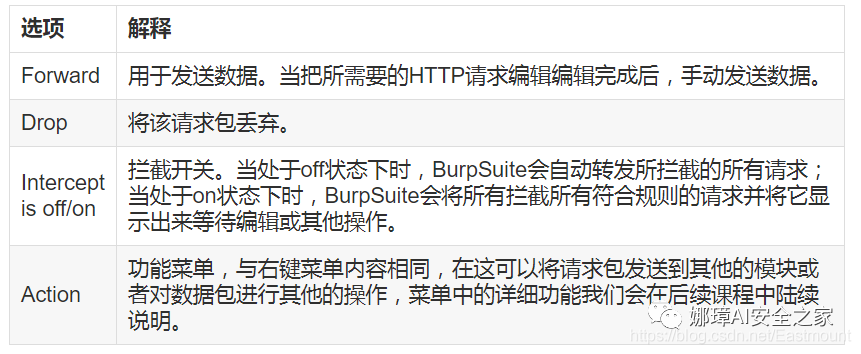 选项 解释
Forward 用于发送数据。当把所需要的HTTP请求编辑编辑完成后，手动发送数据。
Drop 将该请求包丢弃。
Intercept is off/on
拦截开关。当处于off状态下时，BurpSuite会自动转发所拦截的所有请求；
当处于on状态下时，BurpSuite会将所有拦截所有符合规则的请求并将它显
示出来等待编辑或其他操作。
Action
功能菜单，与右键菜单内容相同，在这可以将请求包发送到其他的模块或
者对数据包进行其他的操作，菜单中的详细功能我们会在后续课程中陆续
说明。
娜璋AI安全之家
https://blog.csdn.net/Eastmount